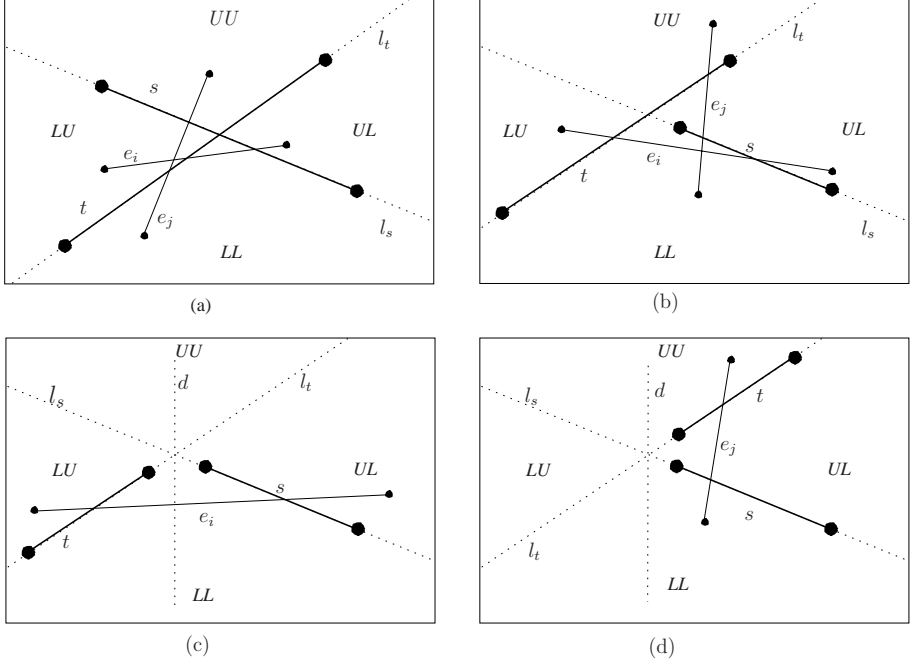 UU
l_t
s
LU
UL
e_i
t
e_j
l_s
LL
(a)
UU
l_t
e_j
LU
UL
s
e_i
t
l_s
LL
(b)
UU
d
l_t
l_s
LU
UL
s
e_i
t
LL
(c)
UU
d
t
l_s
e_j
LU
UL
s
l_t
LL
(d)